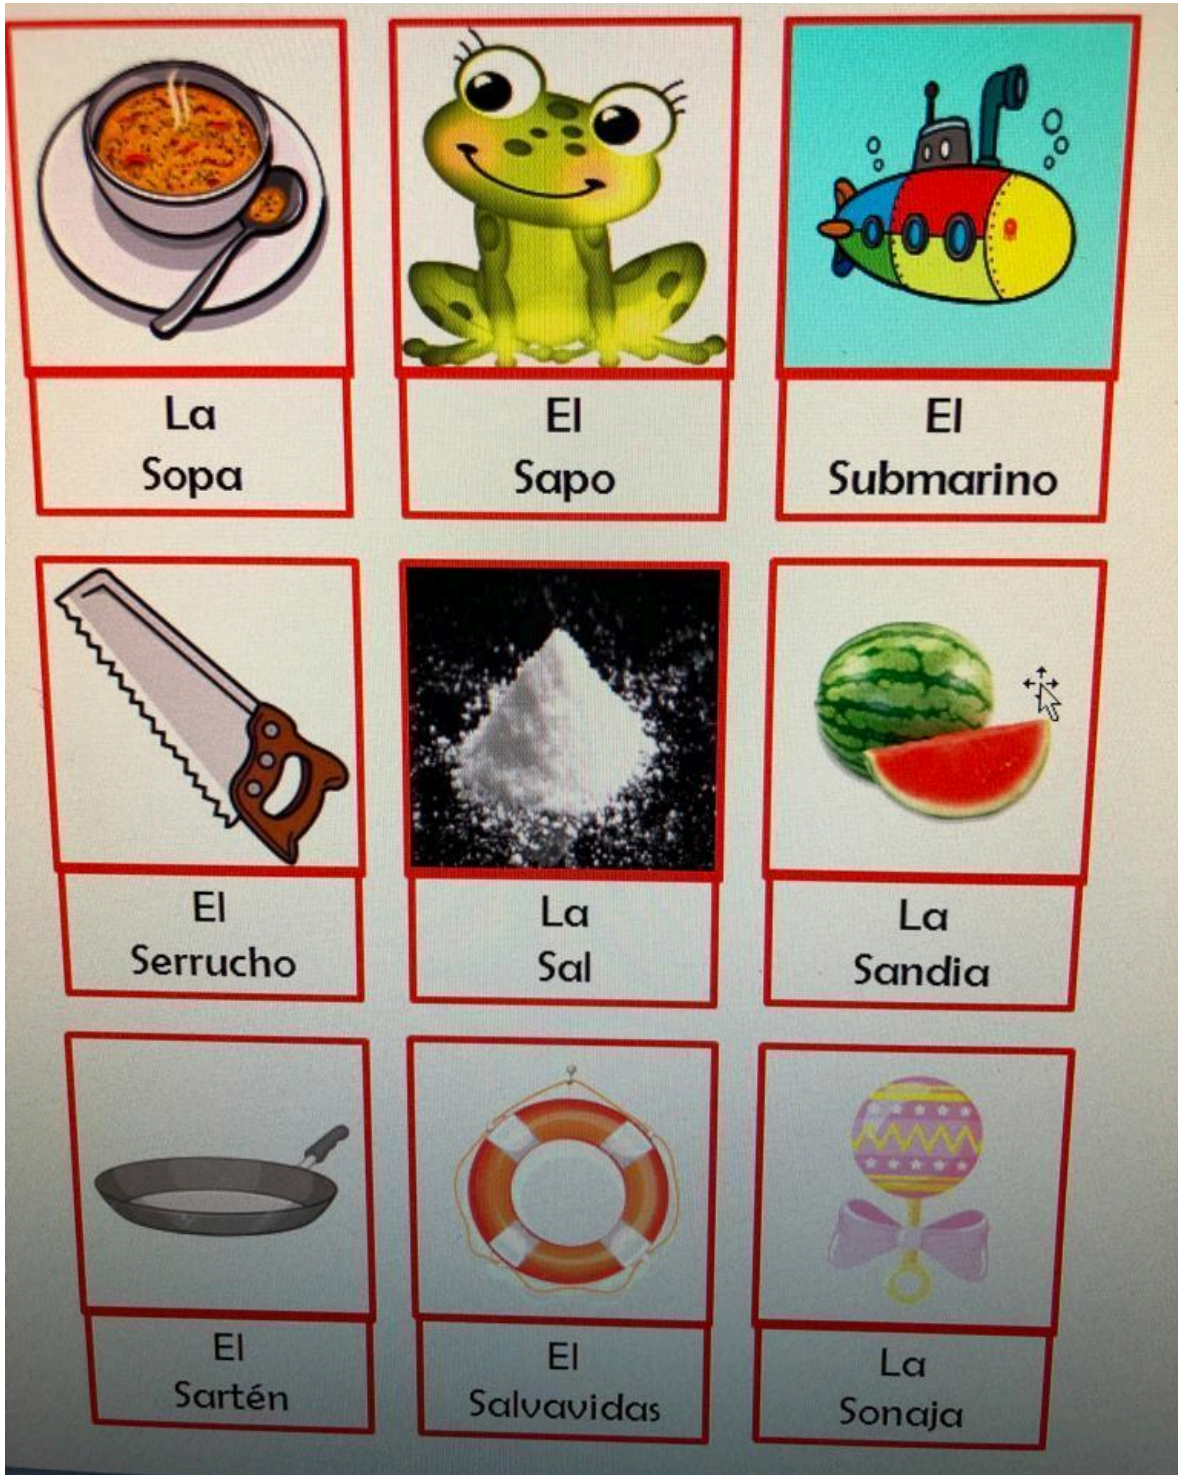 La
Sopa
El
Sapo
El
Submarino
El
Serrucho
La
Sal
La
Sandia
El
Sartén
El
Salvavidas
La
Sonaja